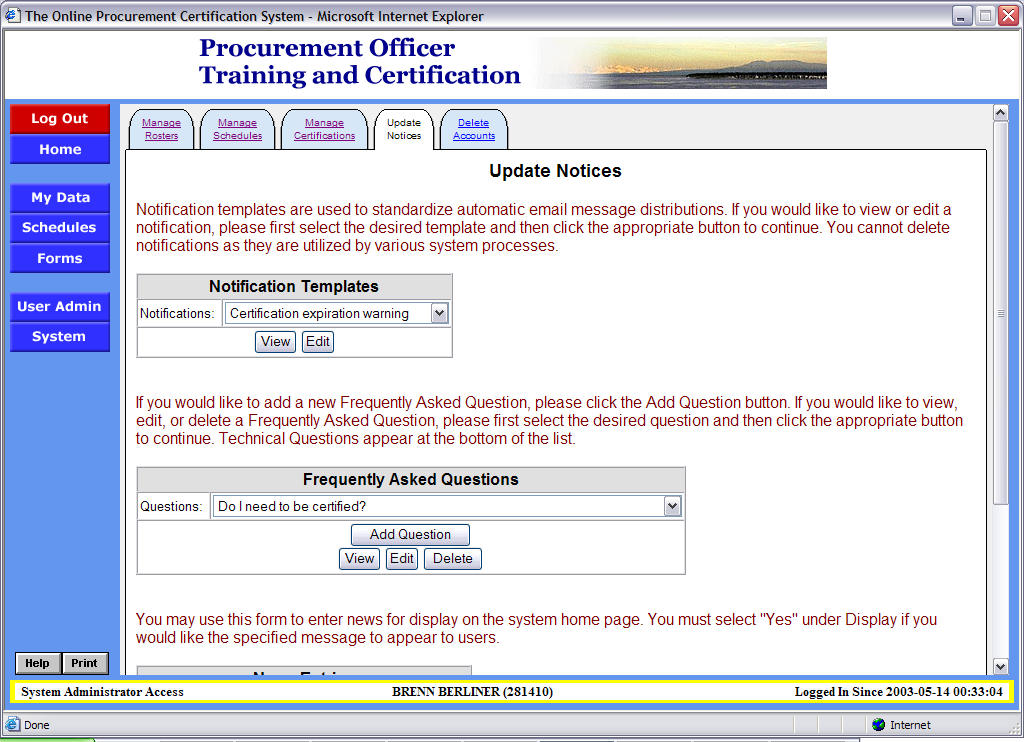 The Online Procurement Certification System - Microsoft Internet Explorer
Procurement Officer
Training and Certification
Log Out
Home
My Data
Schedules
Forms
User Admin
System
Manage Rosters
Manage Schedules
Manage Certifications
Update Notices
Delete Accounts
Update Notices
Notification templates are used to standardize automatic email message distributions. If you would like to view or edit a
notification, please first select the desired template and then click the appropriate button to continue. You cannot delete
notifications as they are utilized by various system processes.
Notification Templates
Notifications: Certification expiration warning
View Edit
If you would like to add a new Frequently Asked Question, please click the Add Question button. If you would like to view,
edit, or delete a Frequently Asked Question, please first select the desired question and then click the appropriate button
to continue. Technical Questions appear at the bottom of the list.
Frequently Asked Questions
Questions: Do I need to be certified?
Add Question
View Edit Delete
You may use this form to enter news for display on the system home page. You must select "Yes" under Display if you
would like the specified message to appear to users.
Help Print
System Administrator Access BRENN BERLINER (281410) Logged In Since 2003-05-14 00:33:04
Done Internet